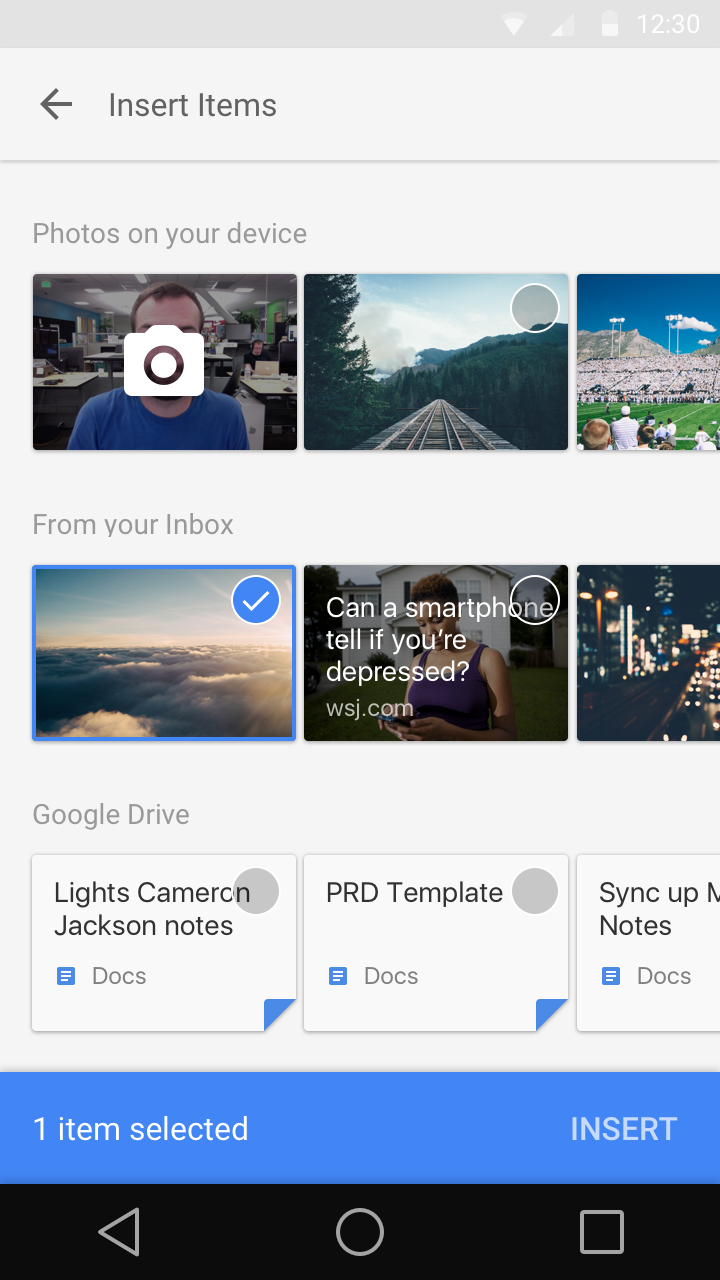 12:30
Insert Items
Photos on your device
From your Inbox
Can a smartphone
tell if you’re
depressed?
wsj.com
Google Drive
Lights Cameron
Jackson notes
Docs
PRD Template
Docs
Sync up M
Notes
Docs
1 item selected
INSERT